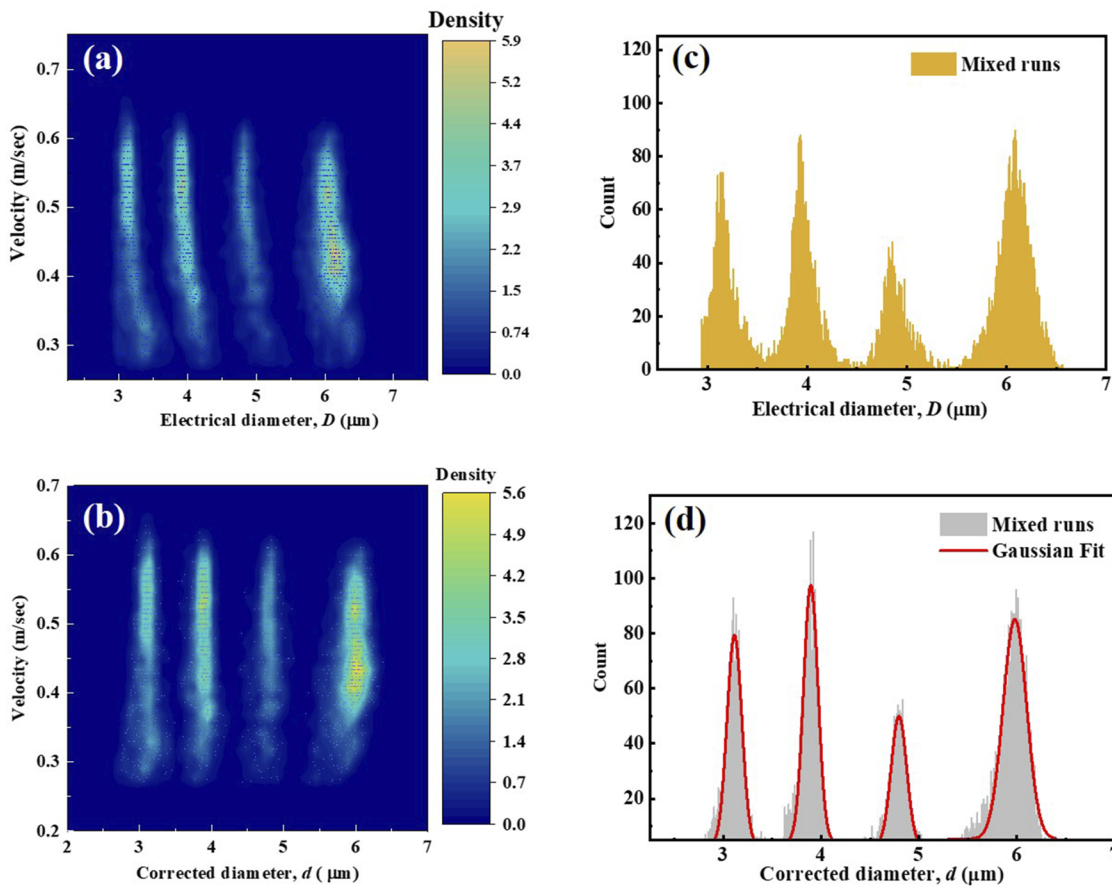 Density
(a)
0.7
0.6
0.5
0.4
0.3
Velocity (m/sec)
3 4 5 6 7
Electrical diameter, D (μm)
5.9
5.1
4.4
3.7
2.9
2.2
1.5
0.74
0.0
(c)
Mixed runs
120
100
80
60
40
20
0
Count
3 4 5 6 7
Electrical diameter, D (μm)
Density
(b)
0.7
0.6
0.5
0.4
0.3
0.2
Velocity (m/sec)
2 3 4 5 6 7
Corrected diameter, d ( μm)
5.6
4.9
4.2
3.5
2.8
2.1
1.4
0.7
0.0
(d)
Mixed runs
Gaussian Fit
120
100
80
60
40
20
Count
3 4 5 6 7
Corrected diameter, d (μm)